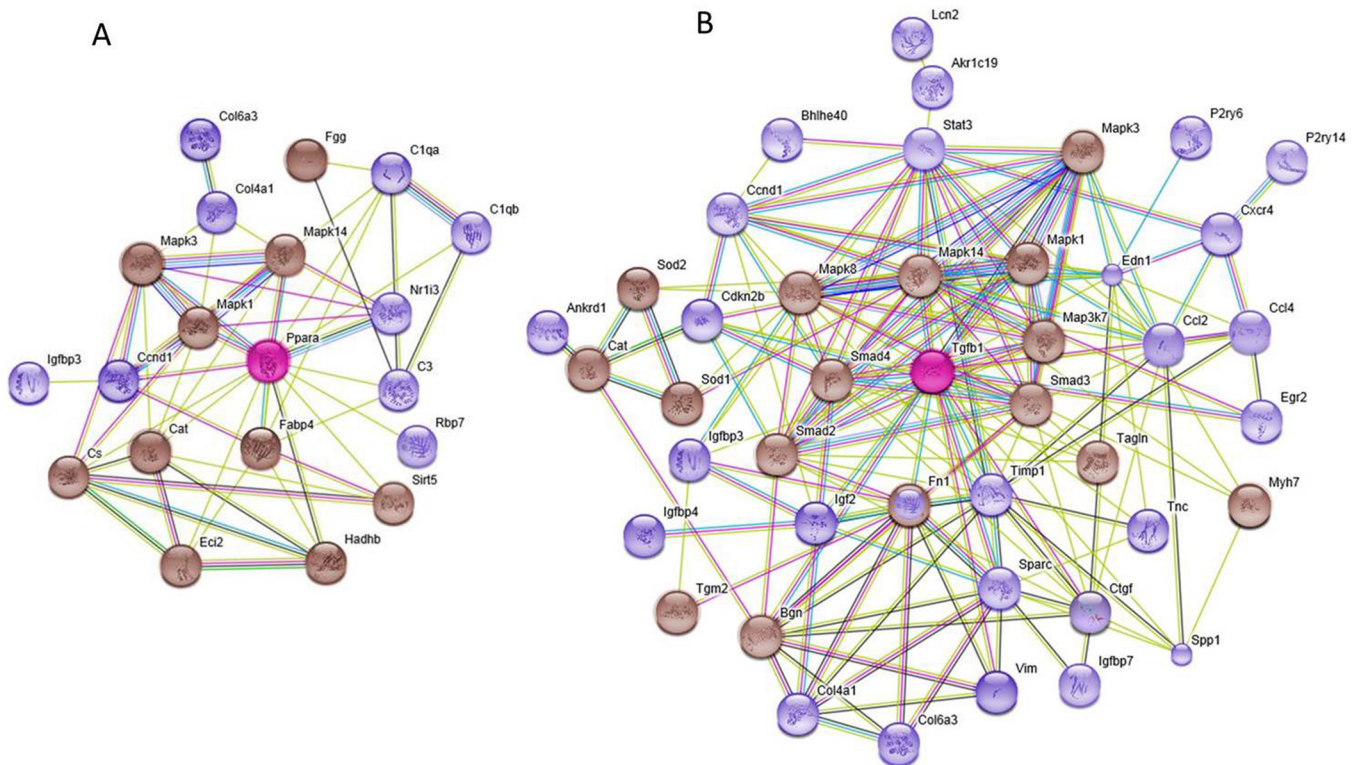 A
B
Col6a3
Fgg
C1qa
Col4a1
C1qb
Mapk3
Mapk14
Nr1i3
Mapk1
Ppara
Igfbp3
Ccnd1
C3
Rbp7
Cat
Fabp4
Cs
Sirt5
Eci2
Hadhb
Lcn2
Akr1c19
Bhlhe40
Stat3
Mapk3
P2ry6
P2ry14
Ccnd1
Cxcr4
Mapk14
Mapk1
Sod2
Mapk8
Edn1
Ankrd1
Cdkn2b
Map3k7
Ccl2
Ccl4
Cat
Smad4
Tgfb1
Sod1
Smad3
Egr2
Igfbp3
Smad2
Tagln
Fn1
Timp1
Myh7
Igfbp4
Igf2
Tnc
Sparc
Tgm2
Bgn
Ctgf
Spp1
Vim
Igfbp7
Col4a1
Col6a3